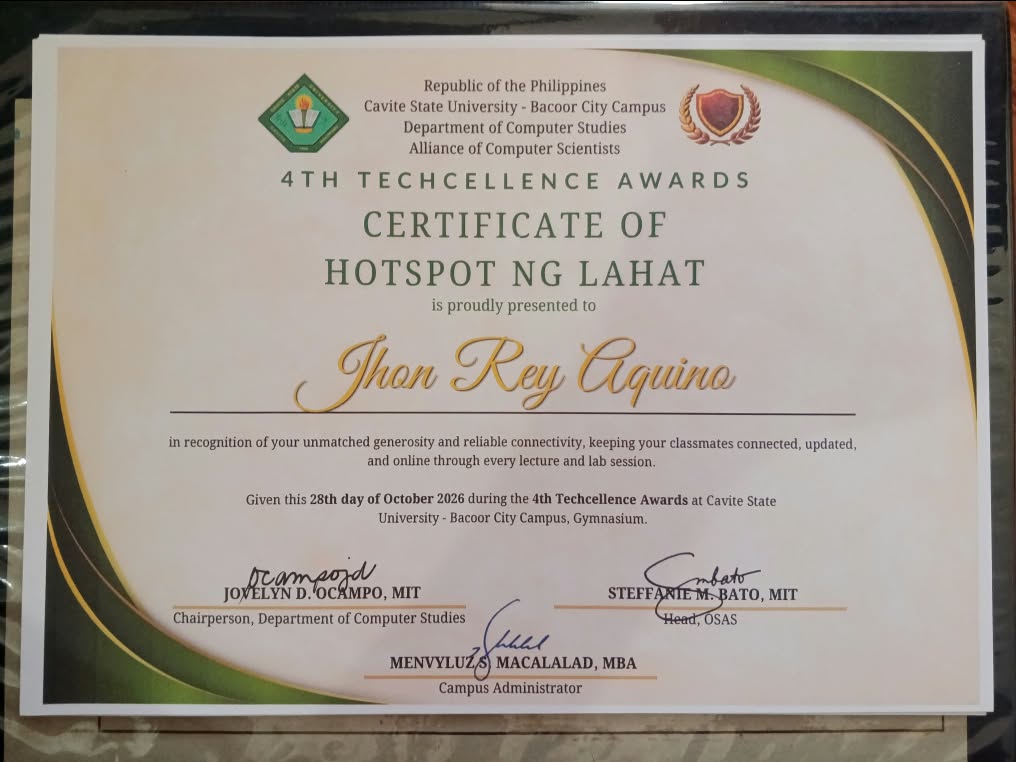 Republic of the Philippines
Cavite State University - Bacoor City Campus
Department of Computer Studies
Alliance of Computer Scientists
4TH TECHCELLENCE AWARDS
CERTIFICATE OF
HOTSPOT NG LAHAT
is proudly presented to
Jhon Rey Aquino
in recognition of your unmatched generosity and reliable connectivity, keeping your classmates connected, updated,
and online through every lecture and lab session.
Given this 28th day of October 2026 during the 4th Techcellence Awards at Cavite State
University - Bacoor City Campus, Gymnasium.
Ocampojd
JOVELYN D. OCAMPO, MIT
Chairperson, Department of Computer Studies
Smbato
STEFFANIE M. BATO, MIT
Head, OSAS
MENVYLUZ S. MACALALAD, MBA
Campus Administrator